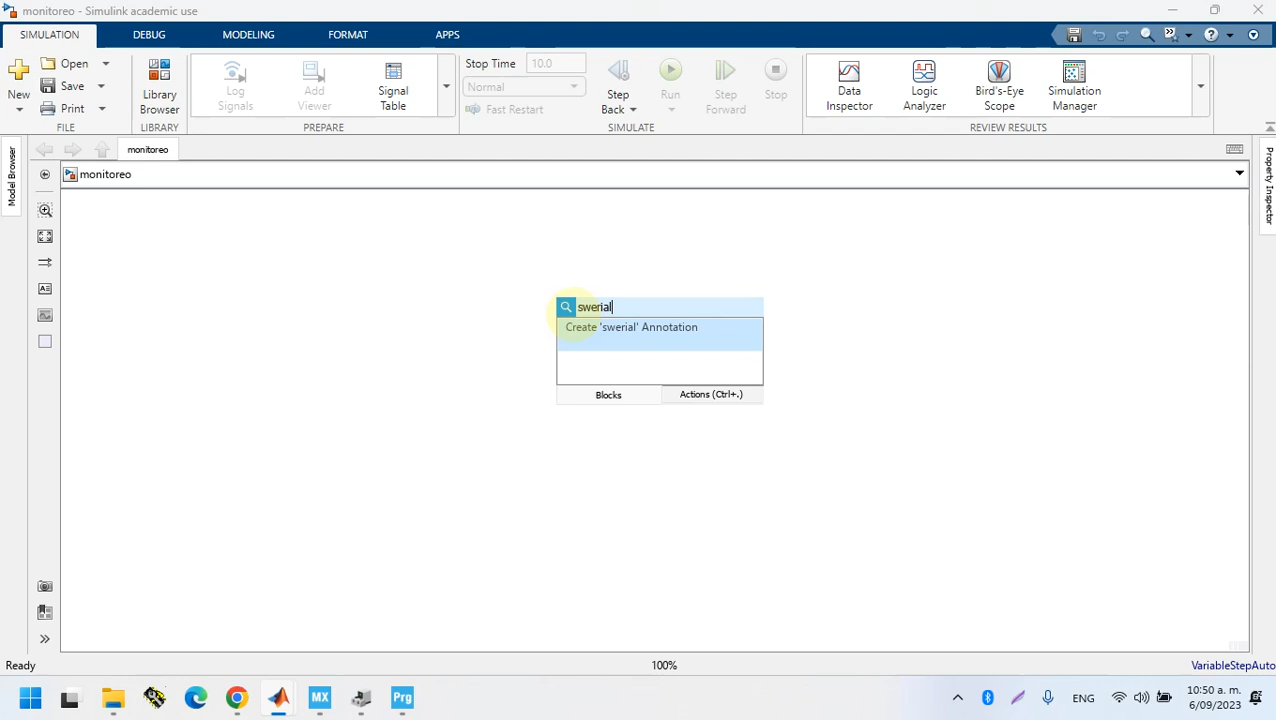 monitoreo - Simulink academic use
SIMULATION DEBUG MODELING FORMAT APPS
New
Open
Save
Print
FILE
Library Browser
LIBRARY
Log Signals
Add Viewer
Signal Table
PREPARE
Stop Time 10.0
Normal
Fast Restart
Step Back
Run
Step Forward
Stop
SIMULATE
Data Inspector
Logic Analyzer
Bird's-Eye Scope
Simulation Manager
REVIEW RESULTS
monitoreo
monitoreo
Model Browser
Property Inspector
swerial
Create 'swerial' Annotation
Blocks Actions (Ctrl+.)
Ready 100% VariableStepAuto
MX Prg
ENG
10:50 a. m.
6/09/2023